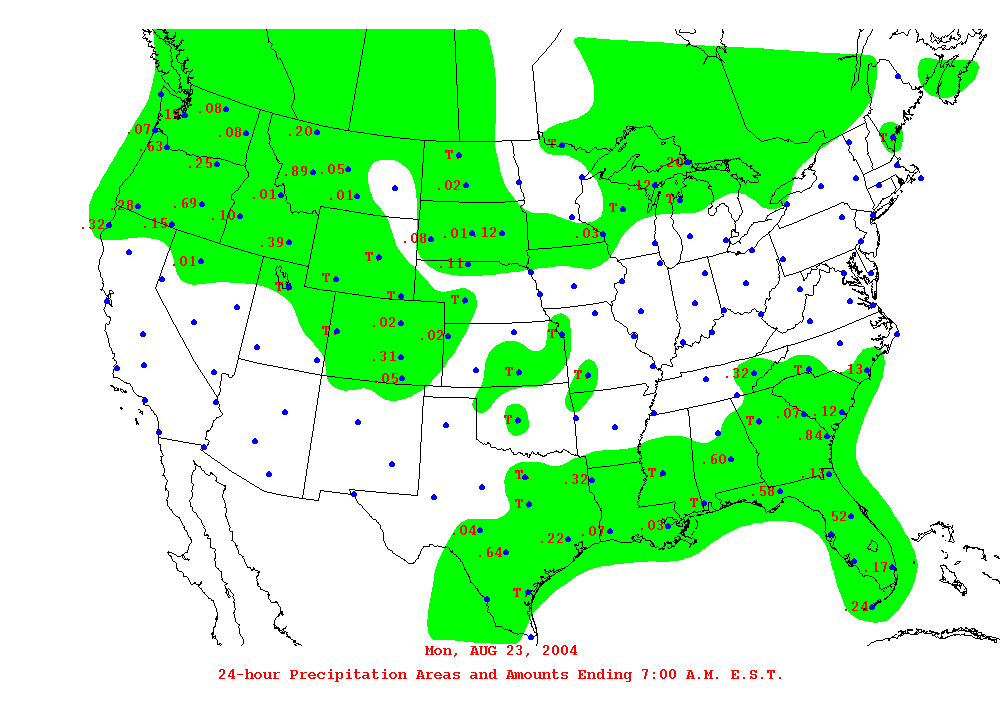 .08
.07
.08
.20
.63
T
T
.25
.20
.89
.05
.02
.12
.01
.01
T
.28
.69
T
.10
.32
.15
.08
.01
.12
.03
.39
.01
.11
T
T
T
T
.02
T
.02
T
.31
.05
T
T
.32
T
.13
T
T
.07
.12
.84
.60
T
T
.32
.13
T
T
.58
.52
.04
.22
.07
.03
.64
.17
T
.24
Mon, AUG 23, 2004
24-hour Precipitation Areas and Amounts Ending 7:00 A.M. E.S.T.